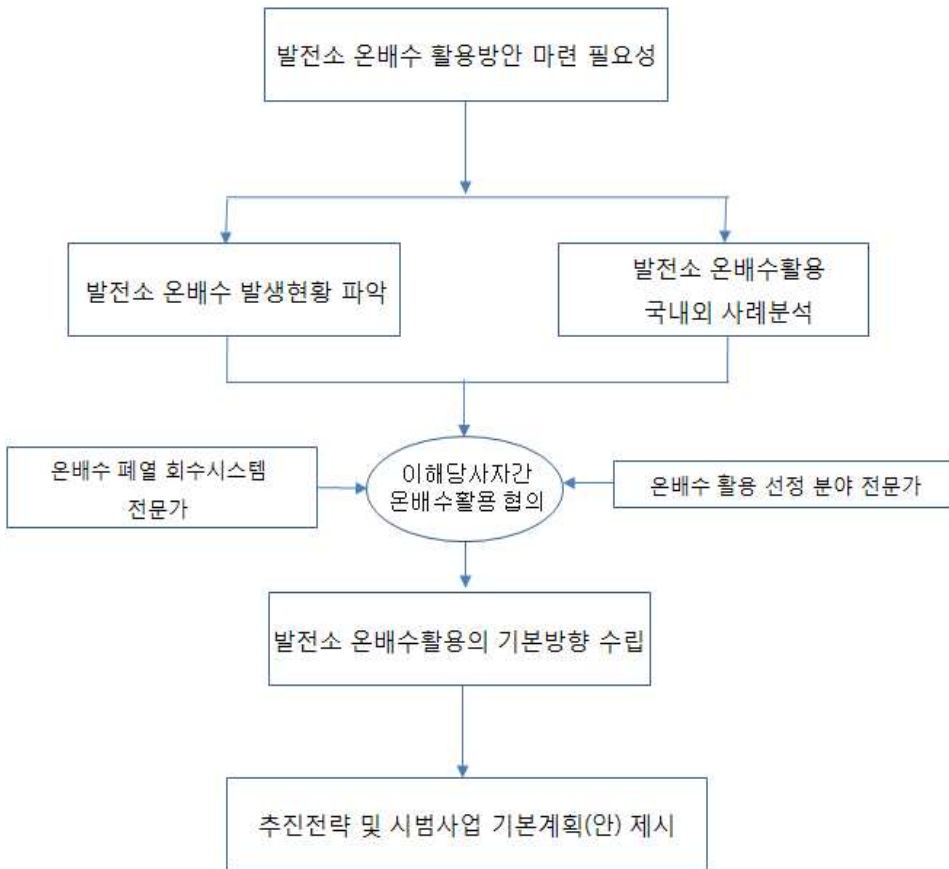 발전소 온배수 활용방안 마련 필요성
발전소 온배수 발생현황 파악
발전소 온배수활용
국내외 사례분석
온배수 폐열 회수시스템
전문가
이해당사자간
온배수활용 협의
온배수 활용 선정 분야 전문가
발전소 온배수활용의 기본방향 수립
추진전략 및 시범사업 기본계획(안) 제시